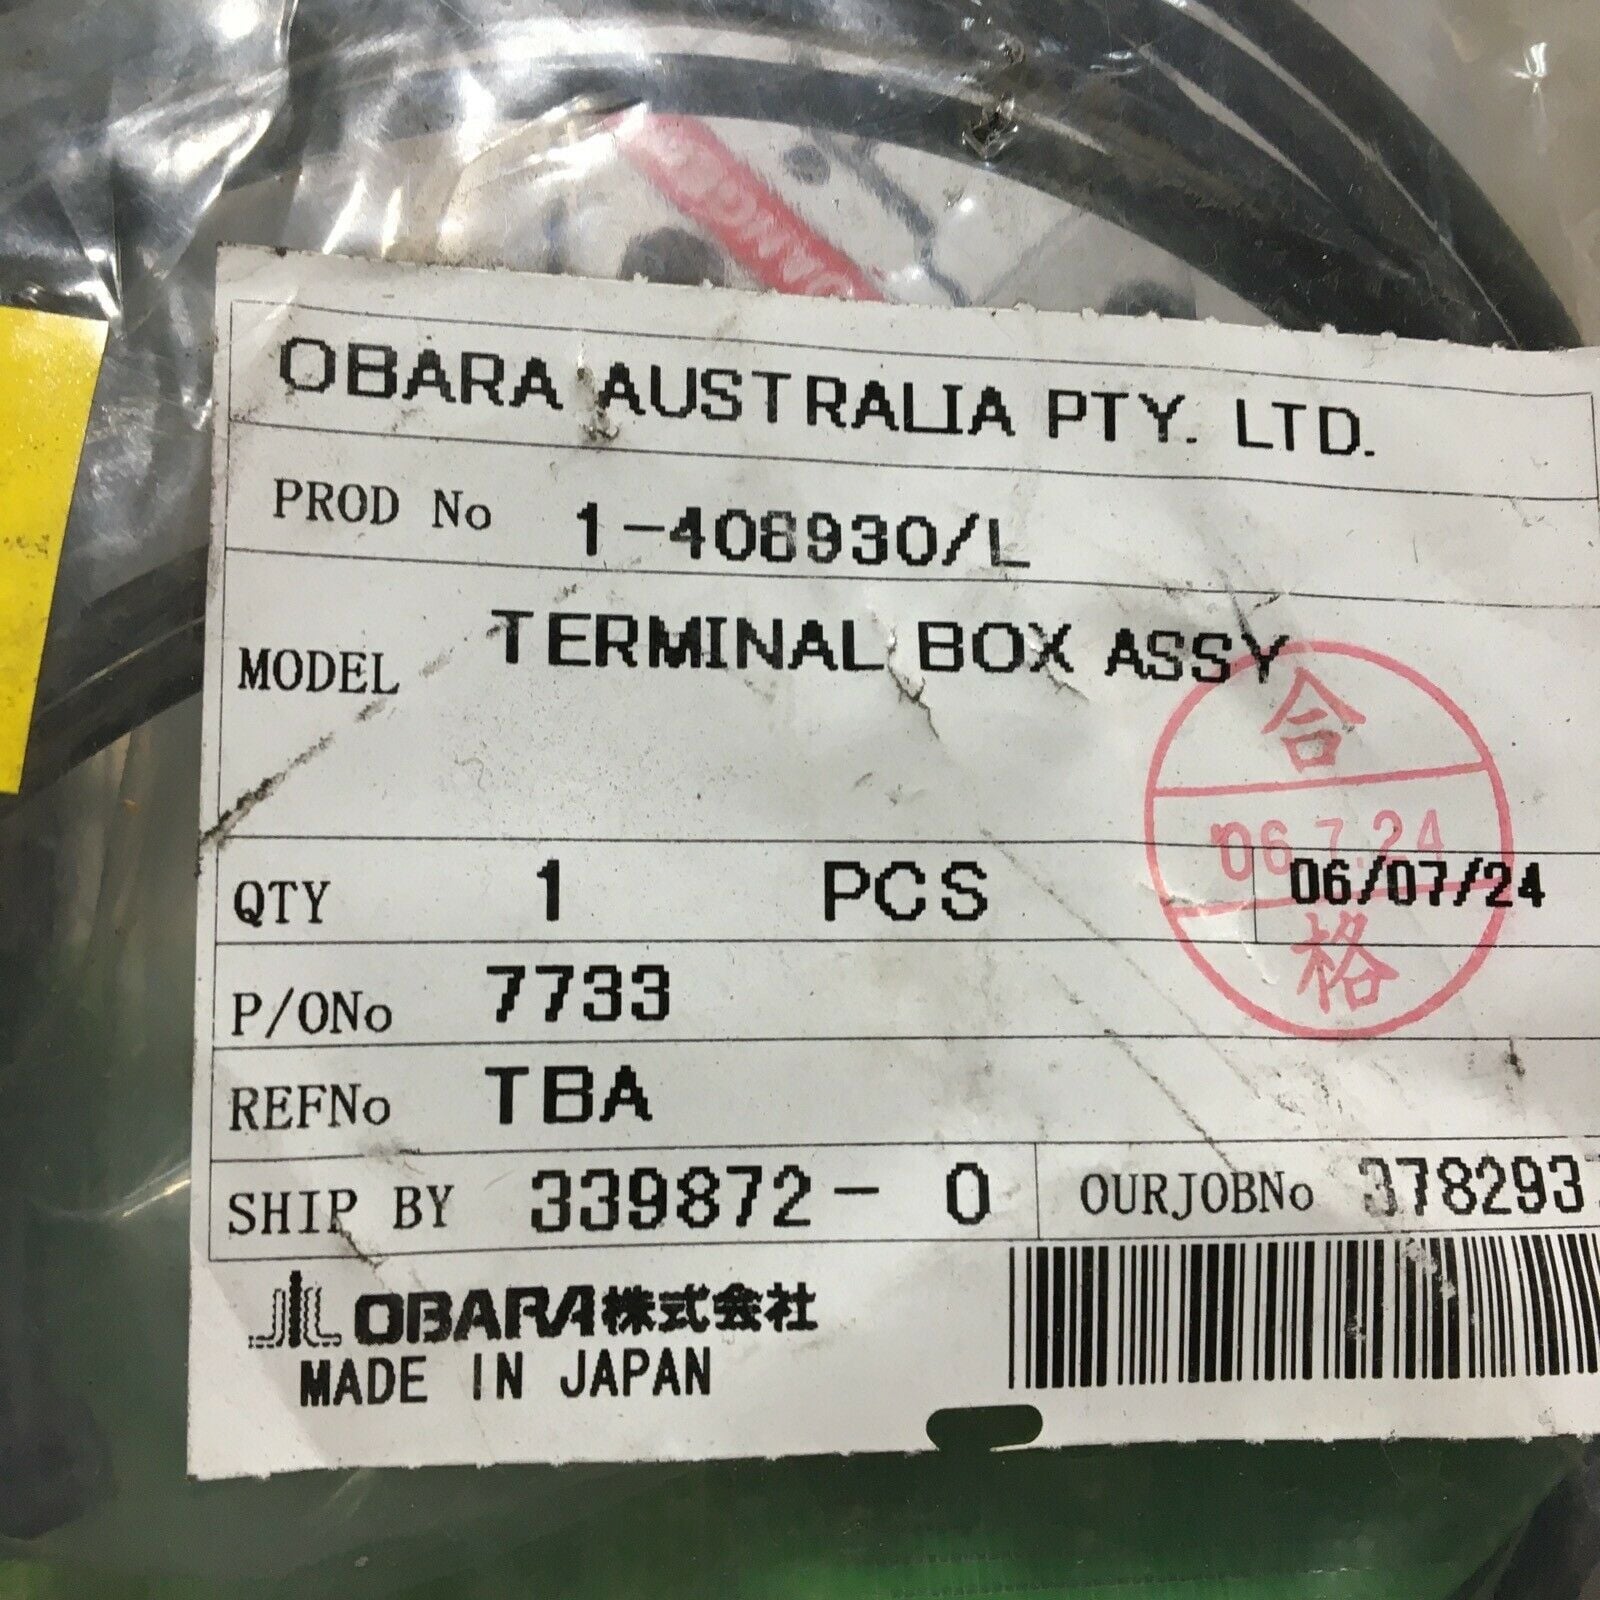 OBARA AUSTRALIA PTY. LTD.
PROD No 1-408930/L
MODEL TERMINAL BOX ASSY
合
'06.7.24
格
QTY 1 PCS 06/07/24
P/ONo 7733
REFNo TBA
SHIP BY 339872- 0 OURJOBNo 3782937
OBARA株式会社
MADE IN JAPAN